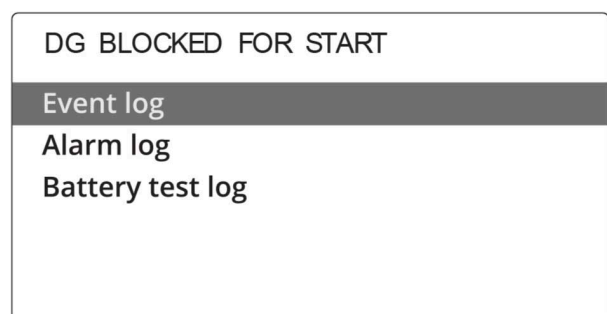 DG BLOCKED FOR START
Event log
Alarm log
Battery test log